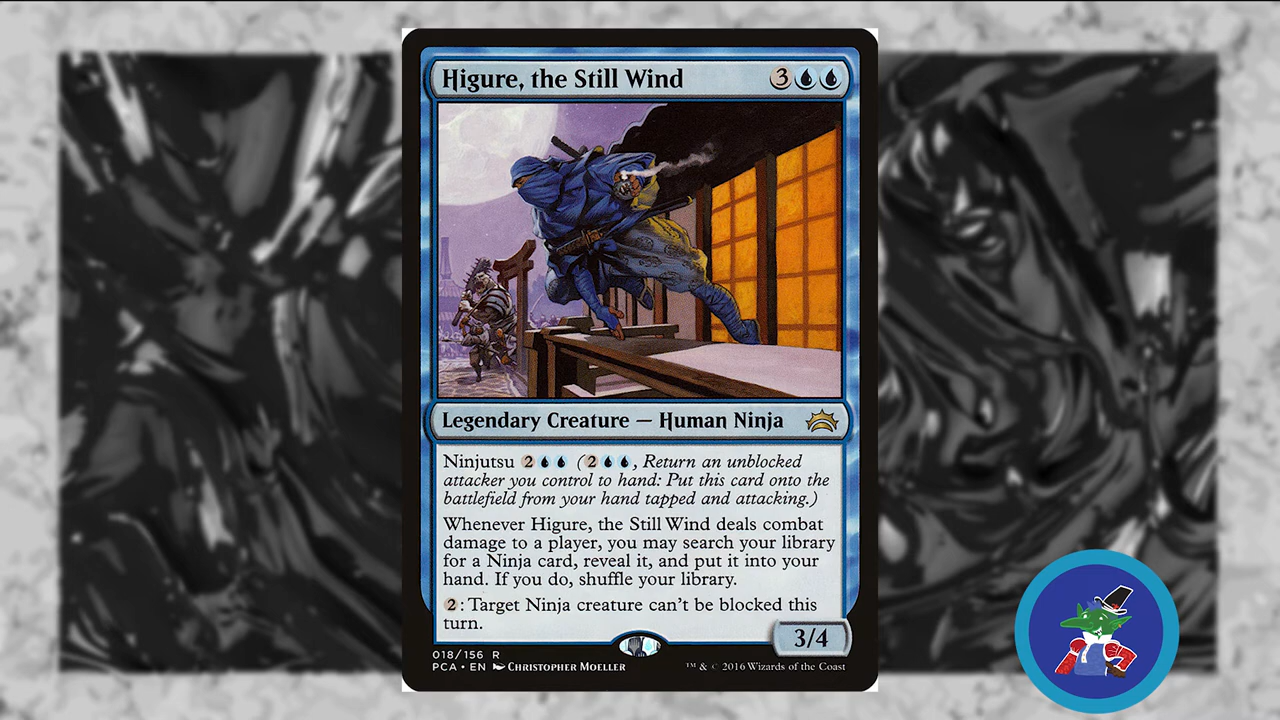 Higure, the Still Wind 3
Legendary Creature — Human Ninja
Ninjutsu 2 (2, Return an unblocked
attacker you control to hand: Put this card onto the
battlefield from your hand tapped and attacking.)
Whenever Higure, the Still Wind deals combat
damage to a player, you may search your library
for a Ninja card, reveal it, and put it into your
hand. If you do, shuffle your library.
2: Target Ninja creature can't be blocked this
turn.
3/4
018/156 R
PCA • EN Christopher Moeller ™ & © 2016 Wizards of the Coast